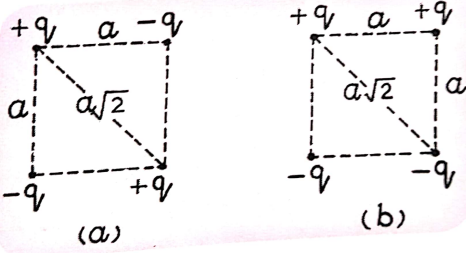 +q a -q +q a +q
a a√2 a√2 a
-q +q -q -q
(a) (b)